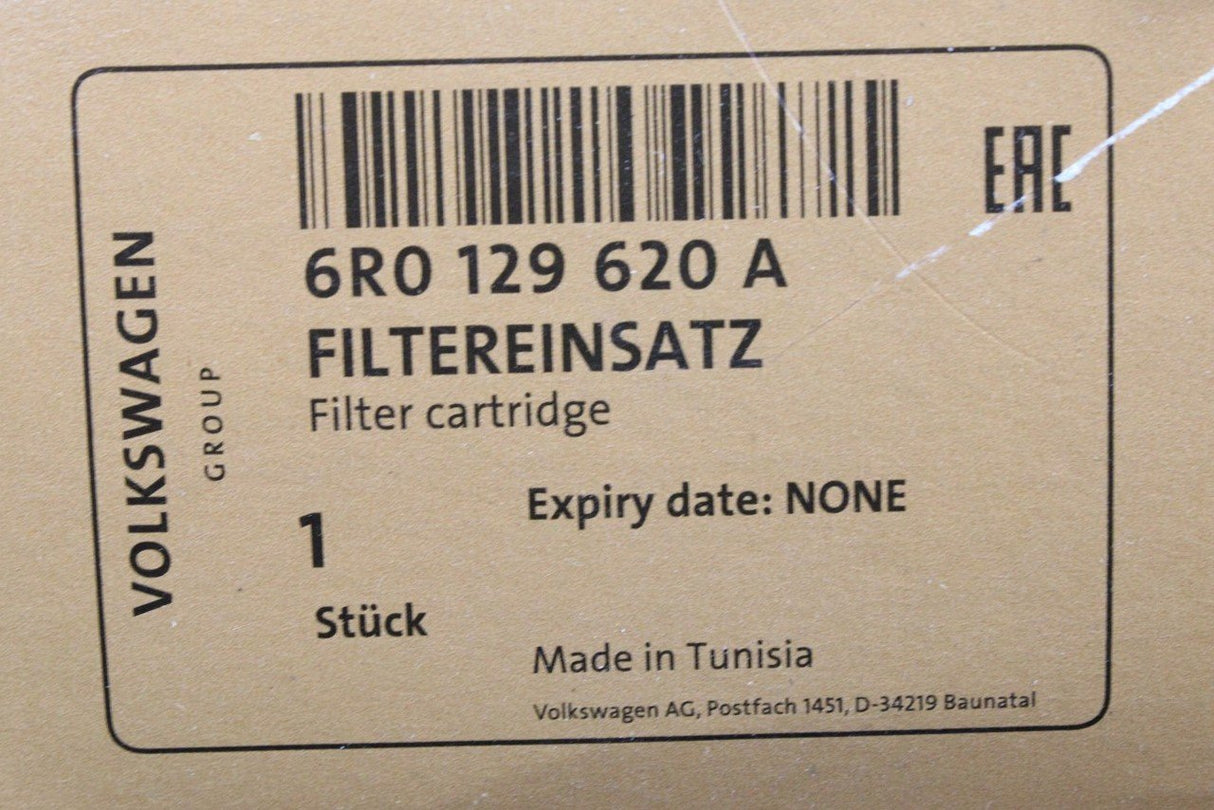 VOLKSWAGEN
GROUP
EAC
6R0 129 620 A
FILTEREINSATZ
Filter cartridge
Expiry date: NONE
1
Stück
Made in Tunisia
Volkswagen AG, Postfach 1451, D-34219 Baunatal